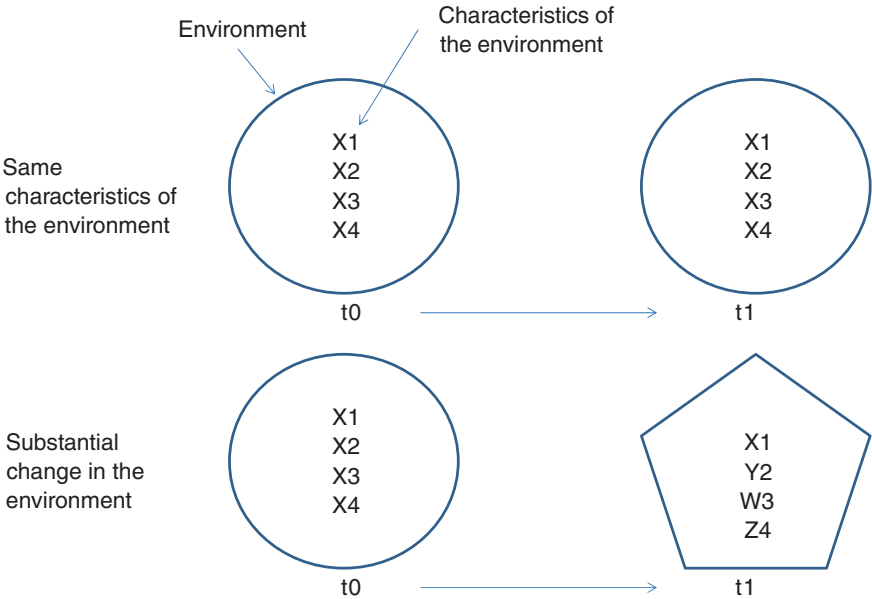 Environment
Characteristics of
the environment
Same
characteristics of
the environment
X1
X2
X3
X4
X1
X2
X3
X4
t0
t1
Substantial
change in the
environment
X1
X2
X3
X4
X1
Y2
W3
Z4
t0
t1